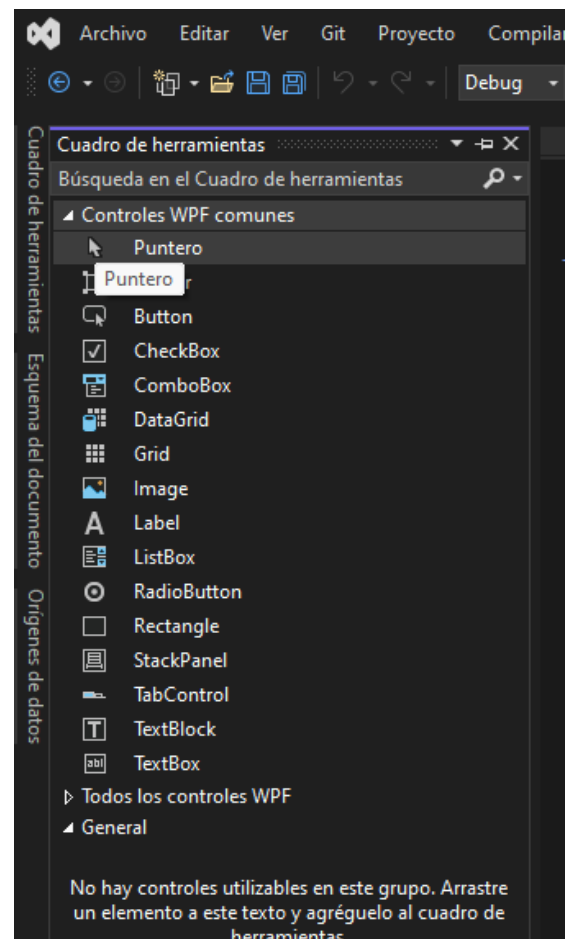 Archivo Editar Ver Git Proyecto Compilar
Debug
Cuadro de herramientas
Esquema del documento
Orígenes de datos
Cuadro de herramientas
Búsqueda en el Cuadro de herramientas
Controles WPF comunes
Puntero
Puntero r
Button
CheckBox
ComboBox
DataGrid
Grid
Image
A Label
ListBox
RadioButton
Rectangle
StackPanel
TabControl
T TextBlock
abl TextBox
Todos los controles WPF
General
No hay controles utilizables en este grupo. Arrastre
un elemento a este texto y agréguelo al cuadro de
herramientas